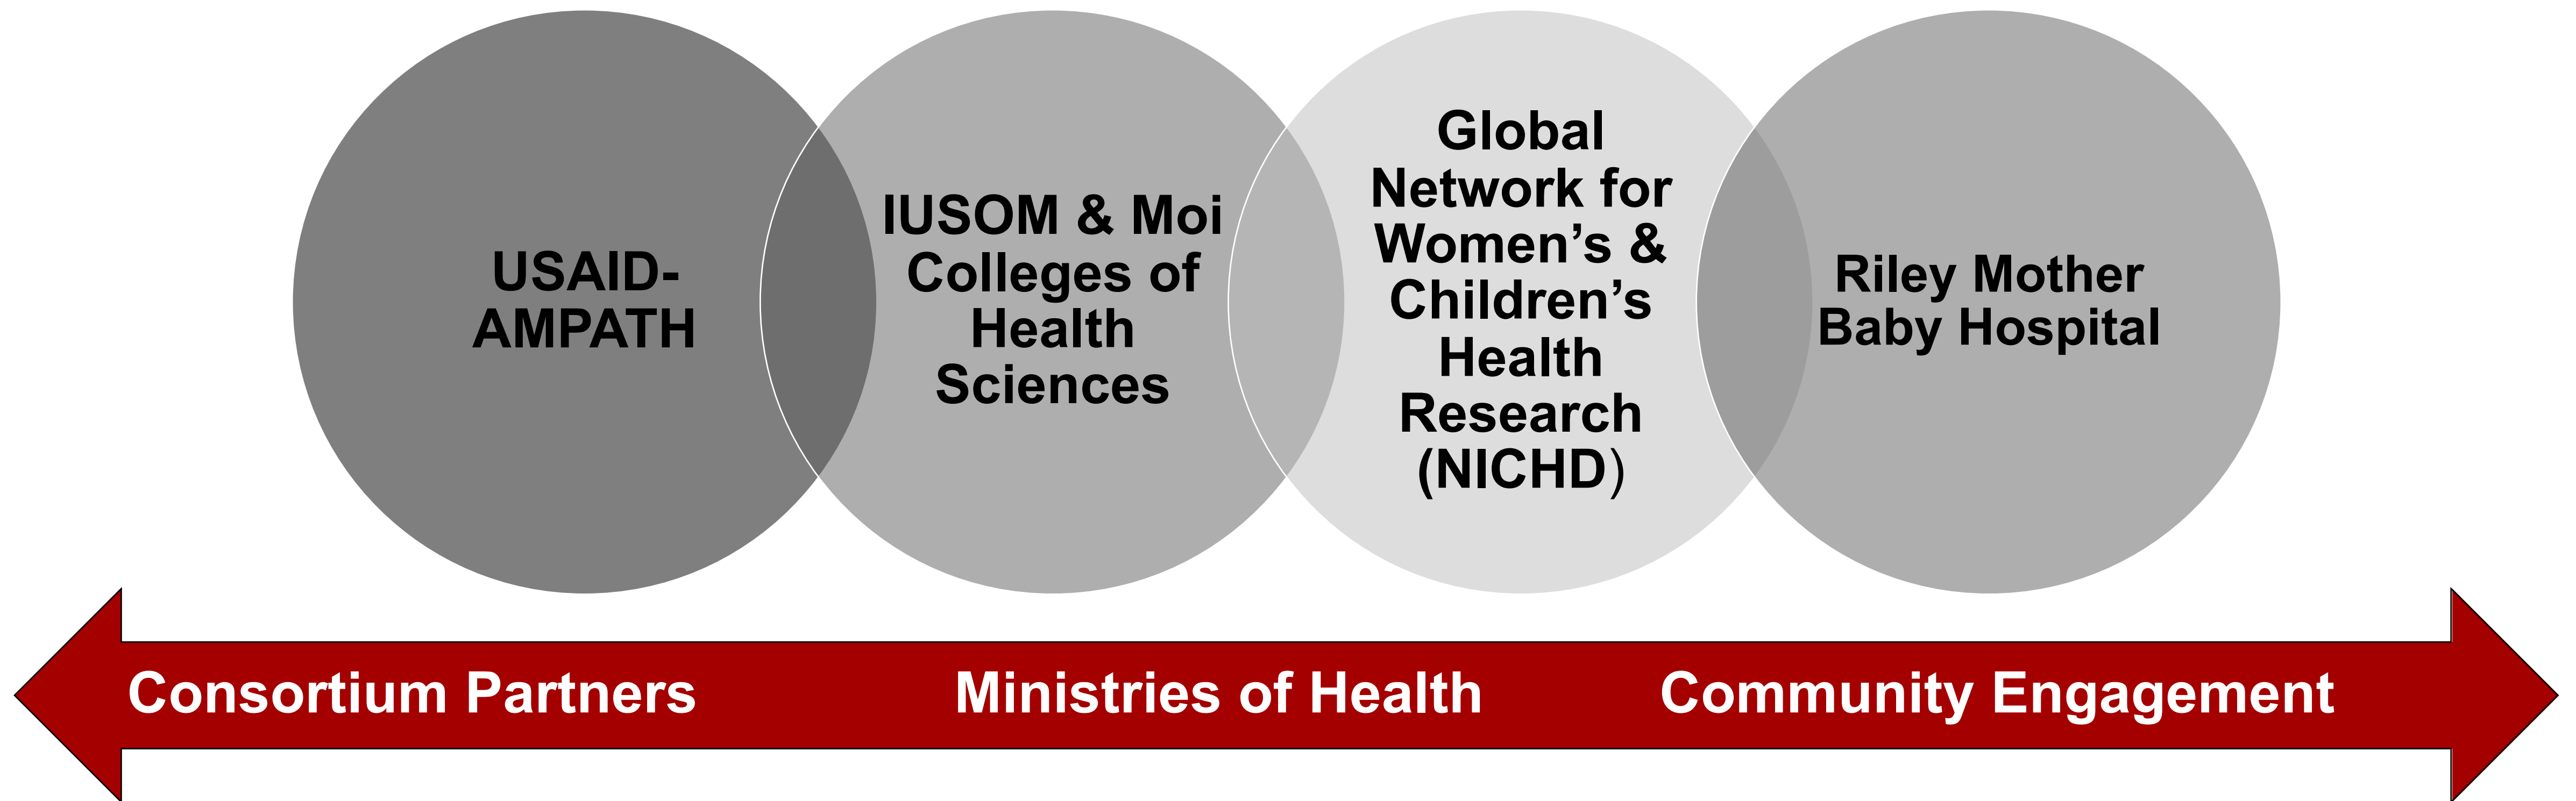 USAID-
AMPATH
IUSOM & Moi
Colleges of
Health
Sciences
Global
Network for
Women’s &
Children’s
Health
Research
(NICHD)
Riley Mother
Baby Hospital
Consortium Partners
Ministries of Health
Community Engagement